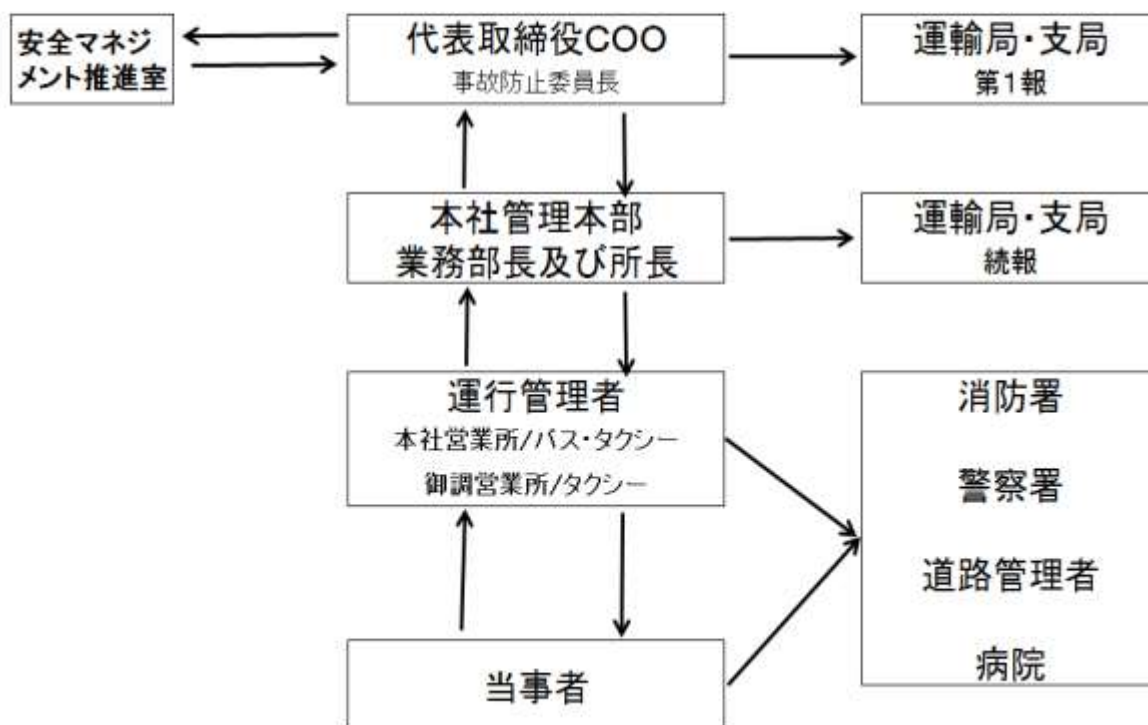 安全マネジ
メント推進室
代表取締役COO
事故防止委員長
運輸局・支局
第1報
本社管理本部
業務部長及び所長
運輸局・支局
続報
運行管理者
本社営業所/バス・タクシー
御調営業所/タクシー
消防署
警察署
道路管理者
病院
当事者